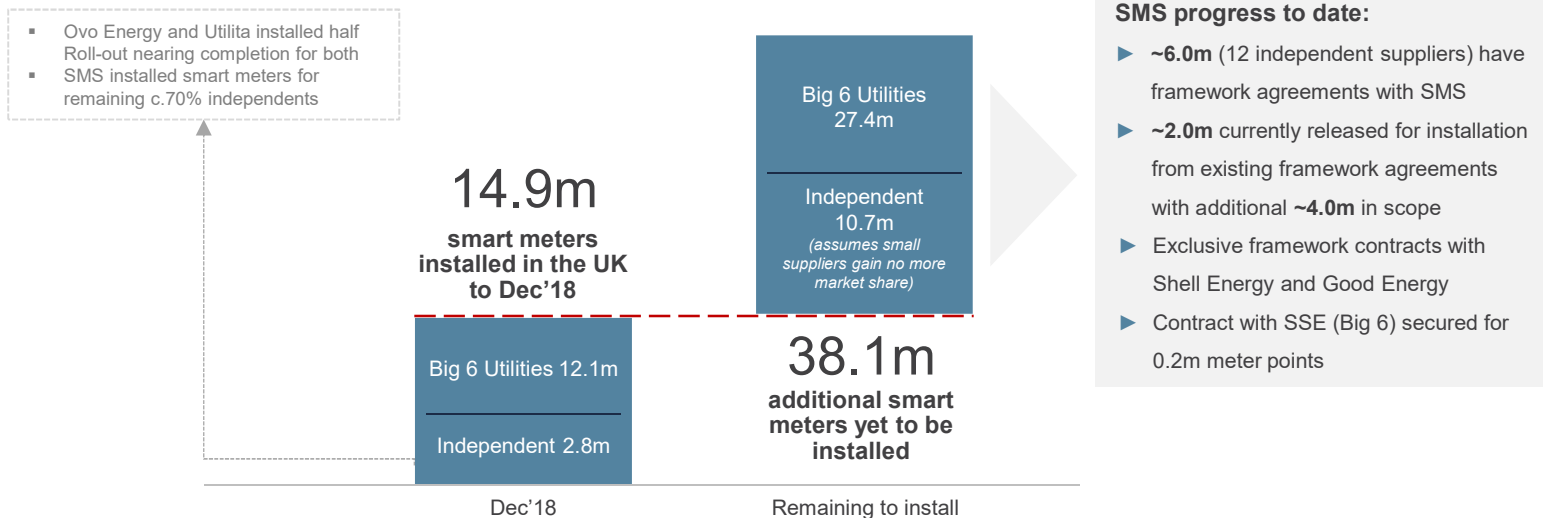 ▪ Ovo Energy and Utilita installed half
Roll-out nearing completion for both
▪ SMS installed smart meters for
remaining c.70% independents
14.9m
smart meters
installed in the UK
to Dec’18
Big 6 Utilities 12.1m
Independent 2.8m
Dec’18
Big 6 Utilities
27.4m
Independent
10.7m
(assumes small
suppliers gain no more
market share)
38.1m
additional smart
meters yet to be
installed
Remaining to install
SMS progress to date:
► ~6.0m (12 independent suppliers) have
framework agreements with SMS
► ~2.0m currently released for installation
from existing framework agreements
with additional ~4.0m in scope
► Exclusive framework contracts with
Shell Energy and Good Energy
► Contract with SSE (Big 6) secured for
0.2m meter points